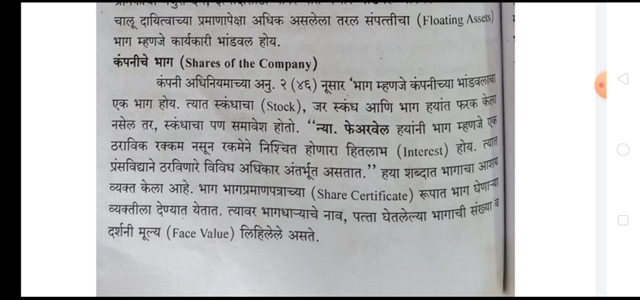 चालू दायित्वाच्या प्रमाणापेक्षा अधिक असलेला तरल संपत्तीचा (Floating Assets)
भाग म्हणजे कार्यकारी भांडवल होय.
कंपनीचे भाग (Shares of the Company)
कंपनी अधिनियमाच्या अनु. २ (४६) नूसार 'भाग म्हणजे कंपनीच्या भांडवलाचा
एक भाग होय. त्यात स्कंधाचा (Stock), जर स्कंध आणि भाग हयांत फरक केला
नसेल तर, स्कंधाचा पण समावेश होतो. "न्या. फेअरवेल हयांनी भाग म्हणजे एक
ठराविक रक्कम नसून रकमेने निश्चित होणारा हितलाभ (Interest) होय. त्यात
प्रंसविद्याने ठरविणारे विविध अधिकार अंतर्भूत असतात." हया शब्दात भागाचा आशय
व्यक्त केला आहे. भाग भागप्रमाणपत्राच्या (Share Certificate) रूपात भाग घेणाऱ्या
व्यक्तीला देण्यात येतात. त्यावर भागधाऱ्याचे नाव, पत्ता घेतलेल्या भागाची संख्या व
दर्शनी मूल्य (Face Value) लिहिलेले असते.